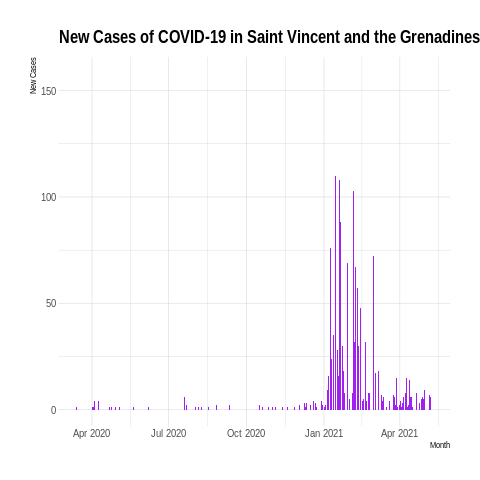 New Cases of COVID-19 in Saint Vincent and the Grenadines
New Cases
150
100
50
0
Apr 2020 Jul 2020 Oct 2020 Jan 2021 Apr 2021
Month